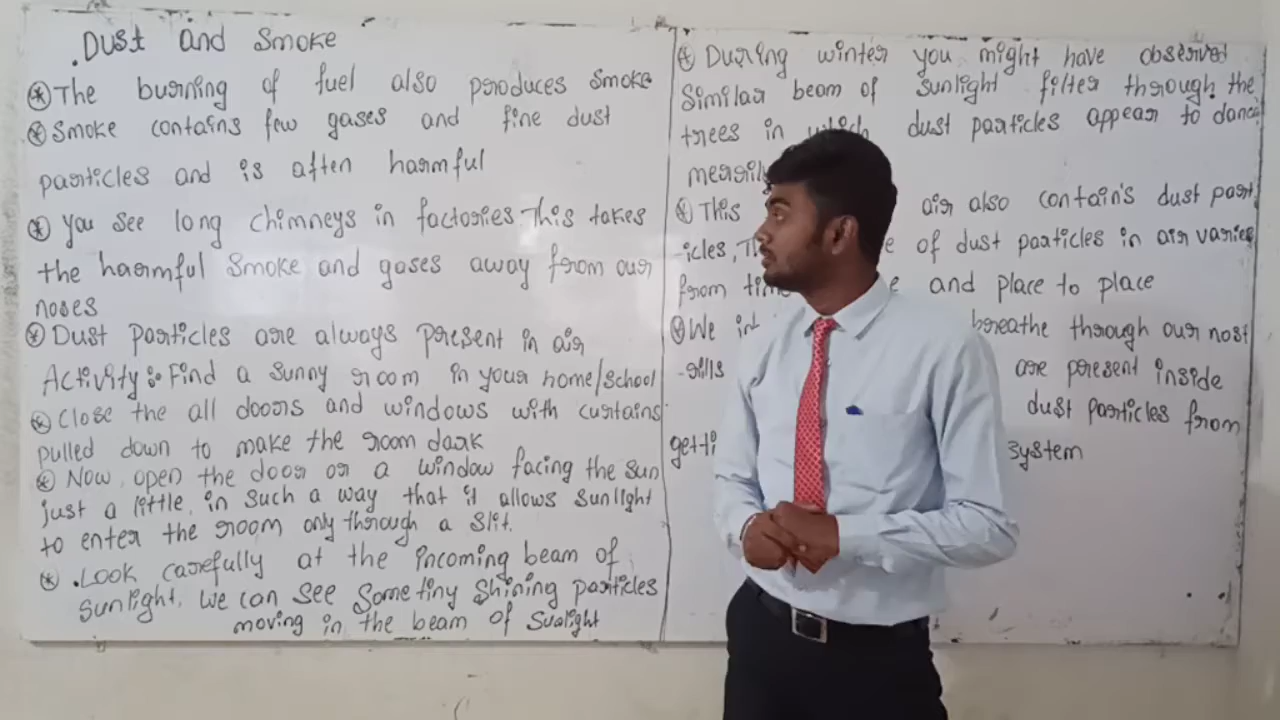 . Dust and Smoke
* The burning of fuel also produces Smoke
* Smoke contains few gases and fine dust
particles and is often harmful
* You see long chimneys in factories. This takes
the harmful Smoke and gases away from our
noses
* Dust particles are always present in air
Activity :- Find a sunny room in your home/school
* Close the all doors and windows with curtains
pulled down to make the room dark
* Now, open the door or a window facing the sun
just a little, in such a way that it allows sunlight
to enter the room only through a slit.
* . Look carefully at the incoming beam of
sunlight. We can see some tiny shining particles
moving in the beam of
* During winter you might have observed
Similar beam of sunlight filter through the
trees in which dust particles appear to dance
* This air also contain's dust part
-icles, of dust particles in air varies
from and place to place
* We breathe through our nost
-rills are present inside
dust particles from
system